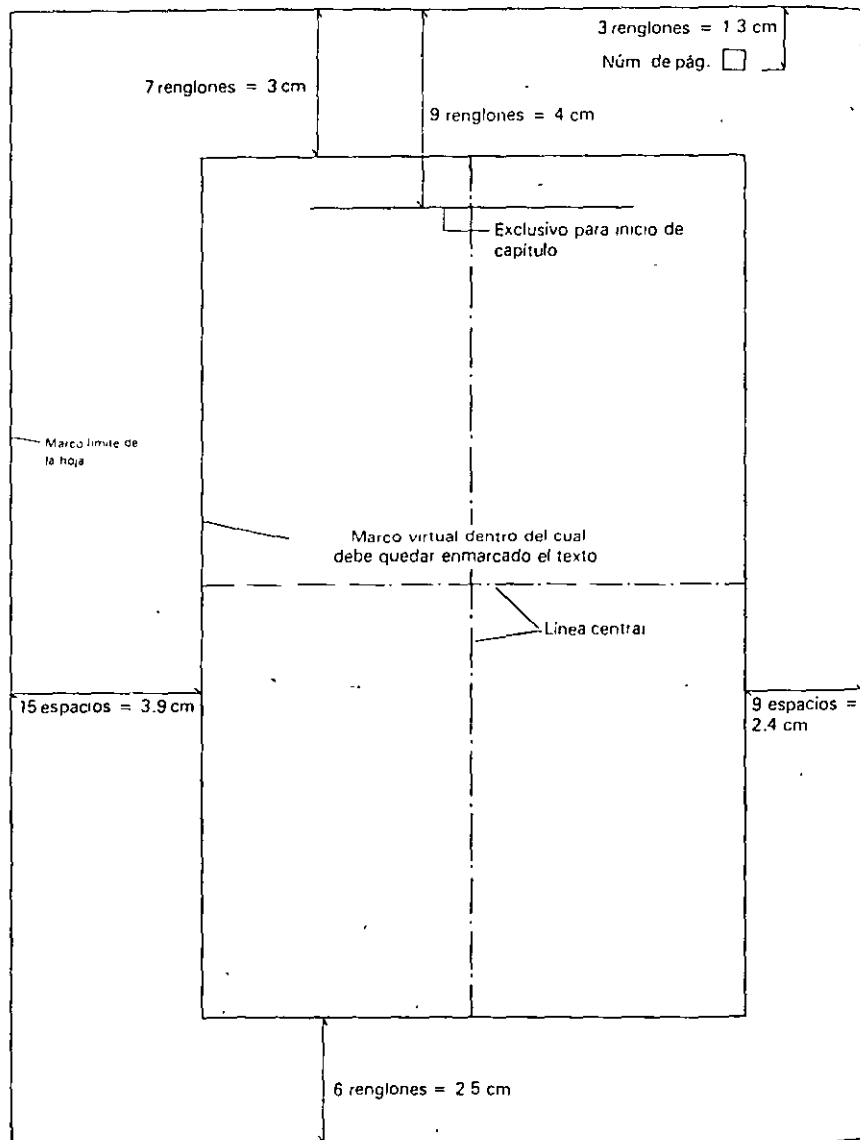 3 renglones = 1 3 cm
Núm de pág.
7 renglones = 3 cm
9 renglones = 4 cm
Exclusivo para inicio de
capítulo
Marco límite de
la hoja
Marco virtual dentro del cual
debe quedar enmarcado el texto
Línea central
15 espacios = 3.9 cm
9 espacios =
2.4 cm
6 renglones = 2 5 cm